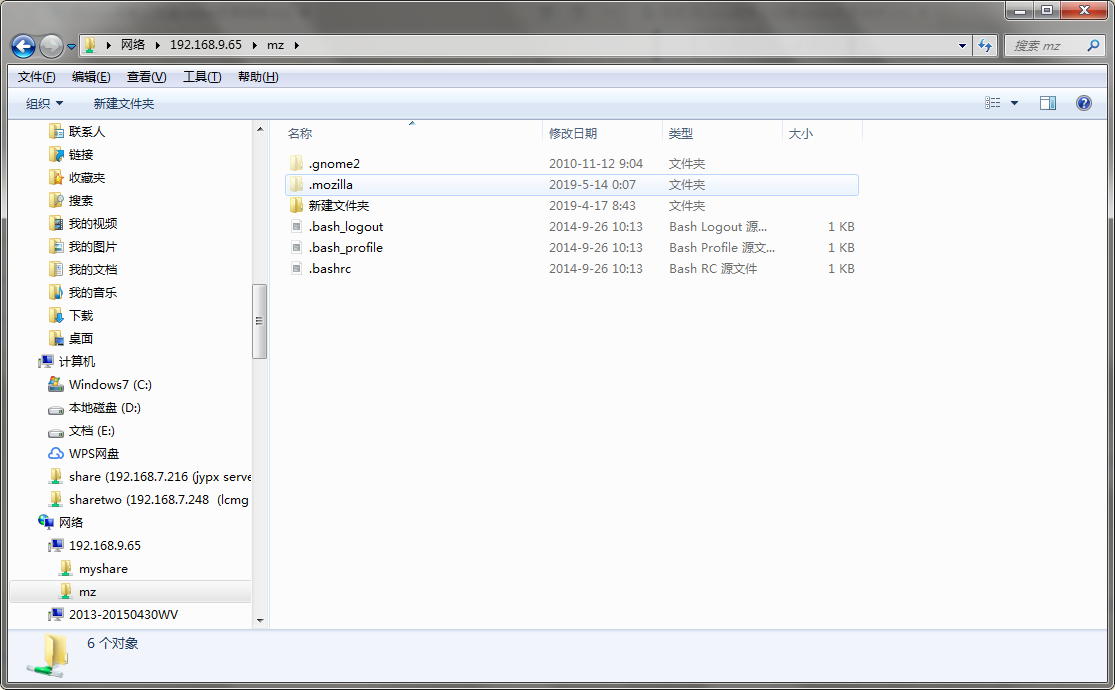 网络 192.168.9.65 mz
搜索 mz
文件(F) 编辑(E) 查看(V) 工具(T) 帮助(H)
组织 新建文件夹
联系人
链接
收藏夹
搜索
我的视频
我的图片
我的文档
我的音乐
下载
桌面
计算机
Windows7 (C:)
本地磁盘 (D:)
文档 (E:)
WPS网盘
share (192.168.7.216 (jypx serve
sharetwo (192.168.7.248 (lcmg
网络
192.168.9.65
myshare
mz
2013-20150430WV
名称 修改日期 类型 大小
.gnome2 2010-11-12 9:04 文件夹
.mozilla 2019-5-14 0:07 文件夹
新建文件夹 2019-4-17 8:43 文件夹
.bash_logout 2014-9-26 10:13 Bash Logout 源... 1 KB
.bash_profile 2014-9-26 10:13 Bash Profile 源文... 1 KB
.bashrc 2014-9-26 10:13 Bash RC 源文件 1 KB
6 个对象